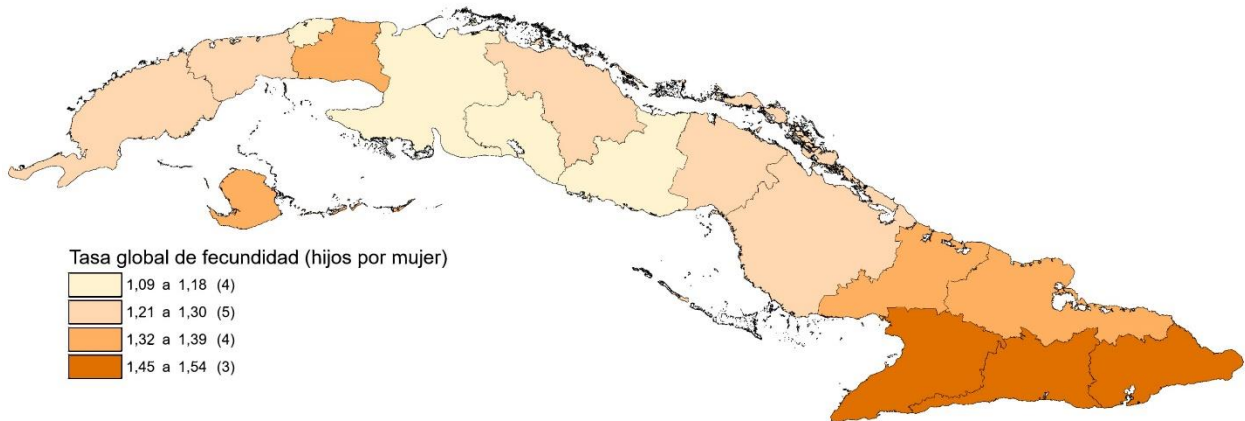 Tasa global de fecundidad (hijos por mujer)
1,09 a 1,18 (4)
1,21 a 1,30 (5)
1,32 a 1,39 (4)
1,45 a 1,54 (3)